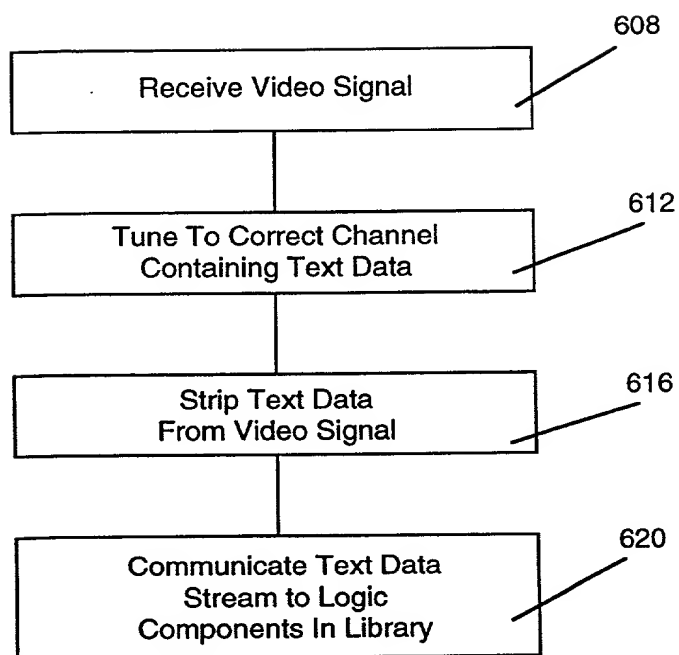 608
Receive Video Signal
612
Tune To Correct Channel
Containing Text Data
616
Strip Text Data
From Video Signal
620
Communicate Text Data
Stream to Logic
Components In Library